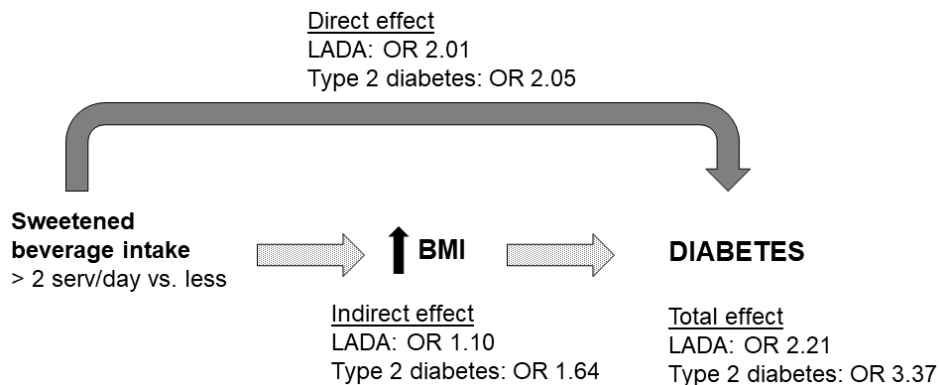 Direct effect
LADA: OR 2.01
Type 2 diabetes: OR 2.05
Sweetened
beverage intake
> 2 serv/day vs. less
BMI
DIABETES
Indirect effect
LADA: OR 1.10
Type 2 diabetes: OR 1.64
Total effect
LADA: OR 2.21
Type 2 diabetes: OR 3.37